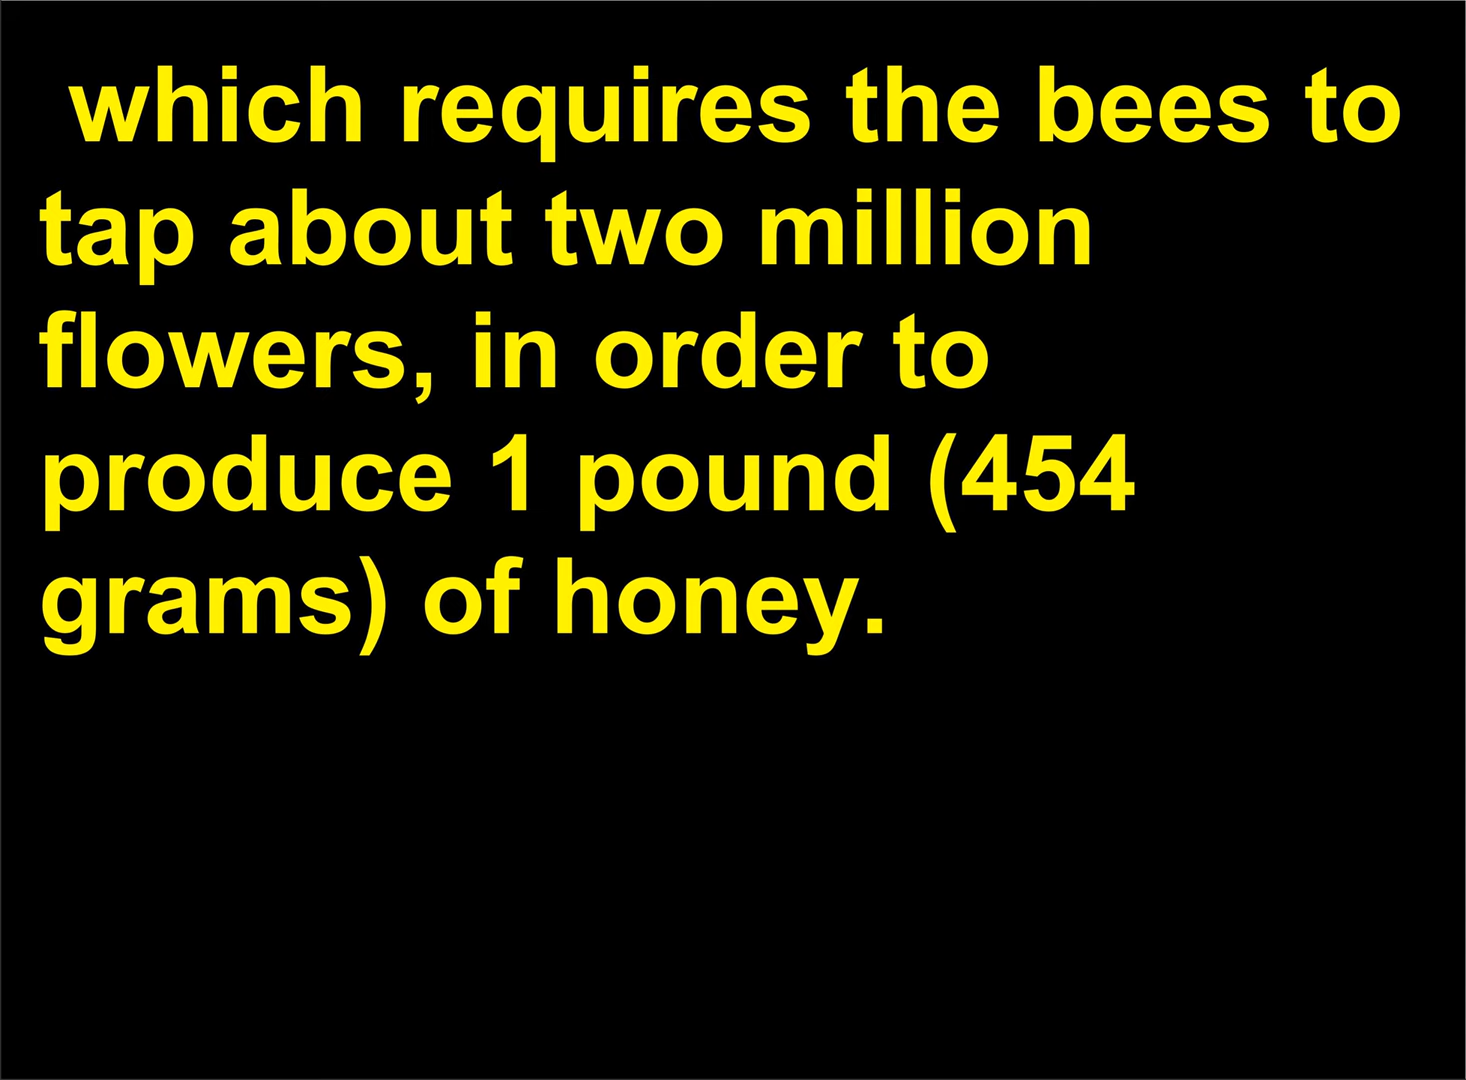 which requires the bees to
tap about two million
flowers, in order to
produce 1 pound (454
grams) of honey.